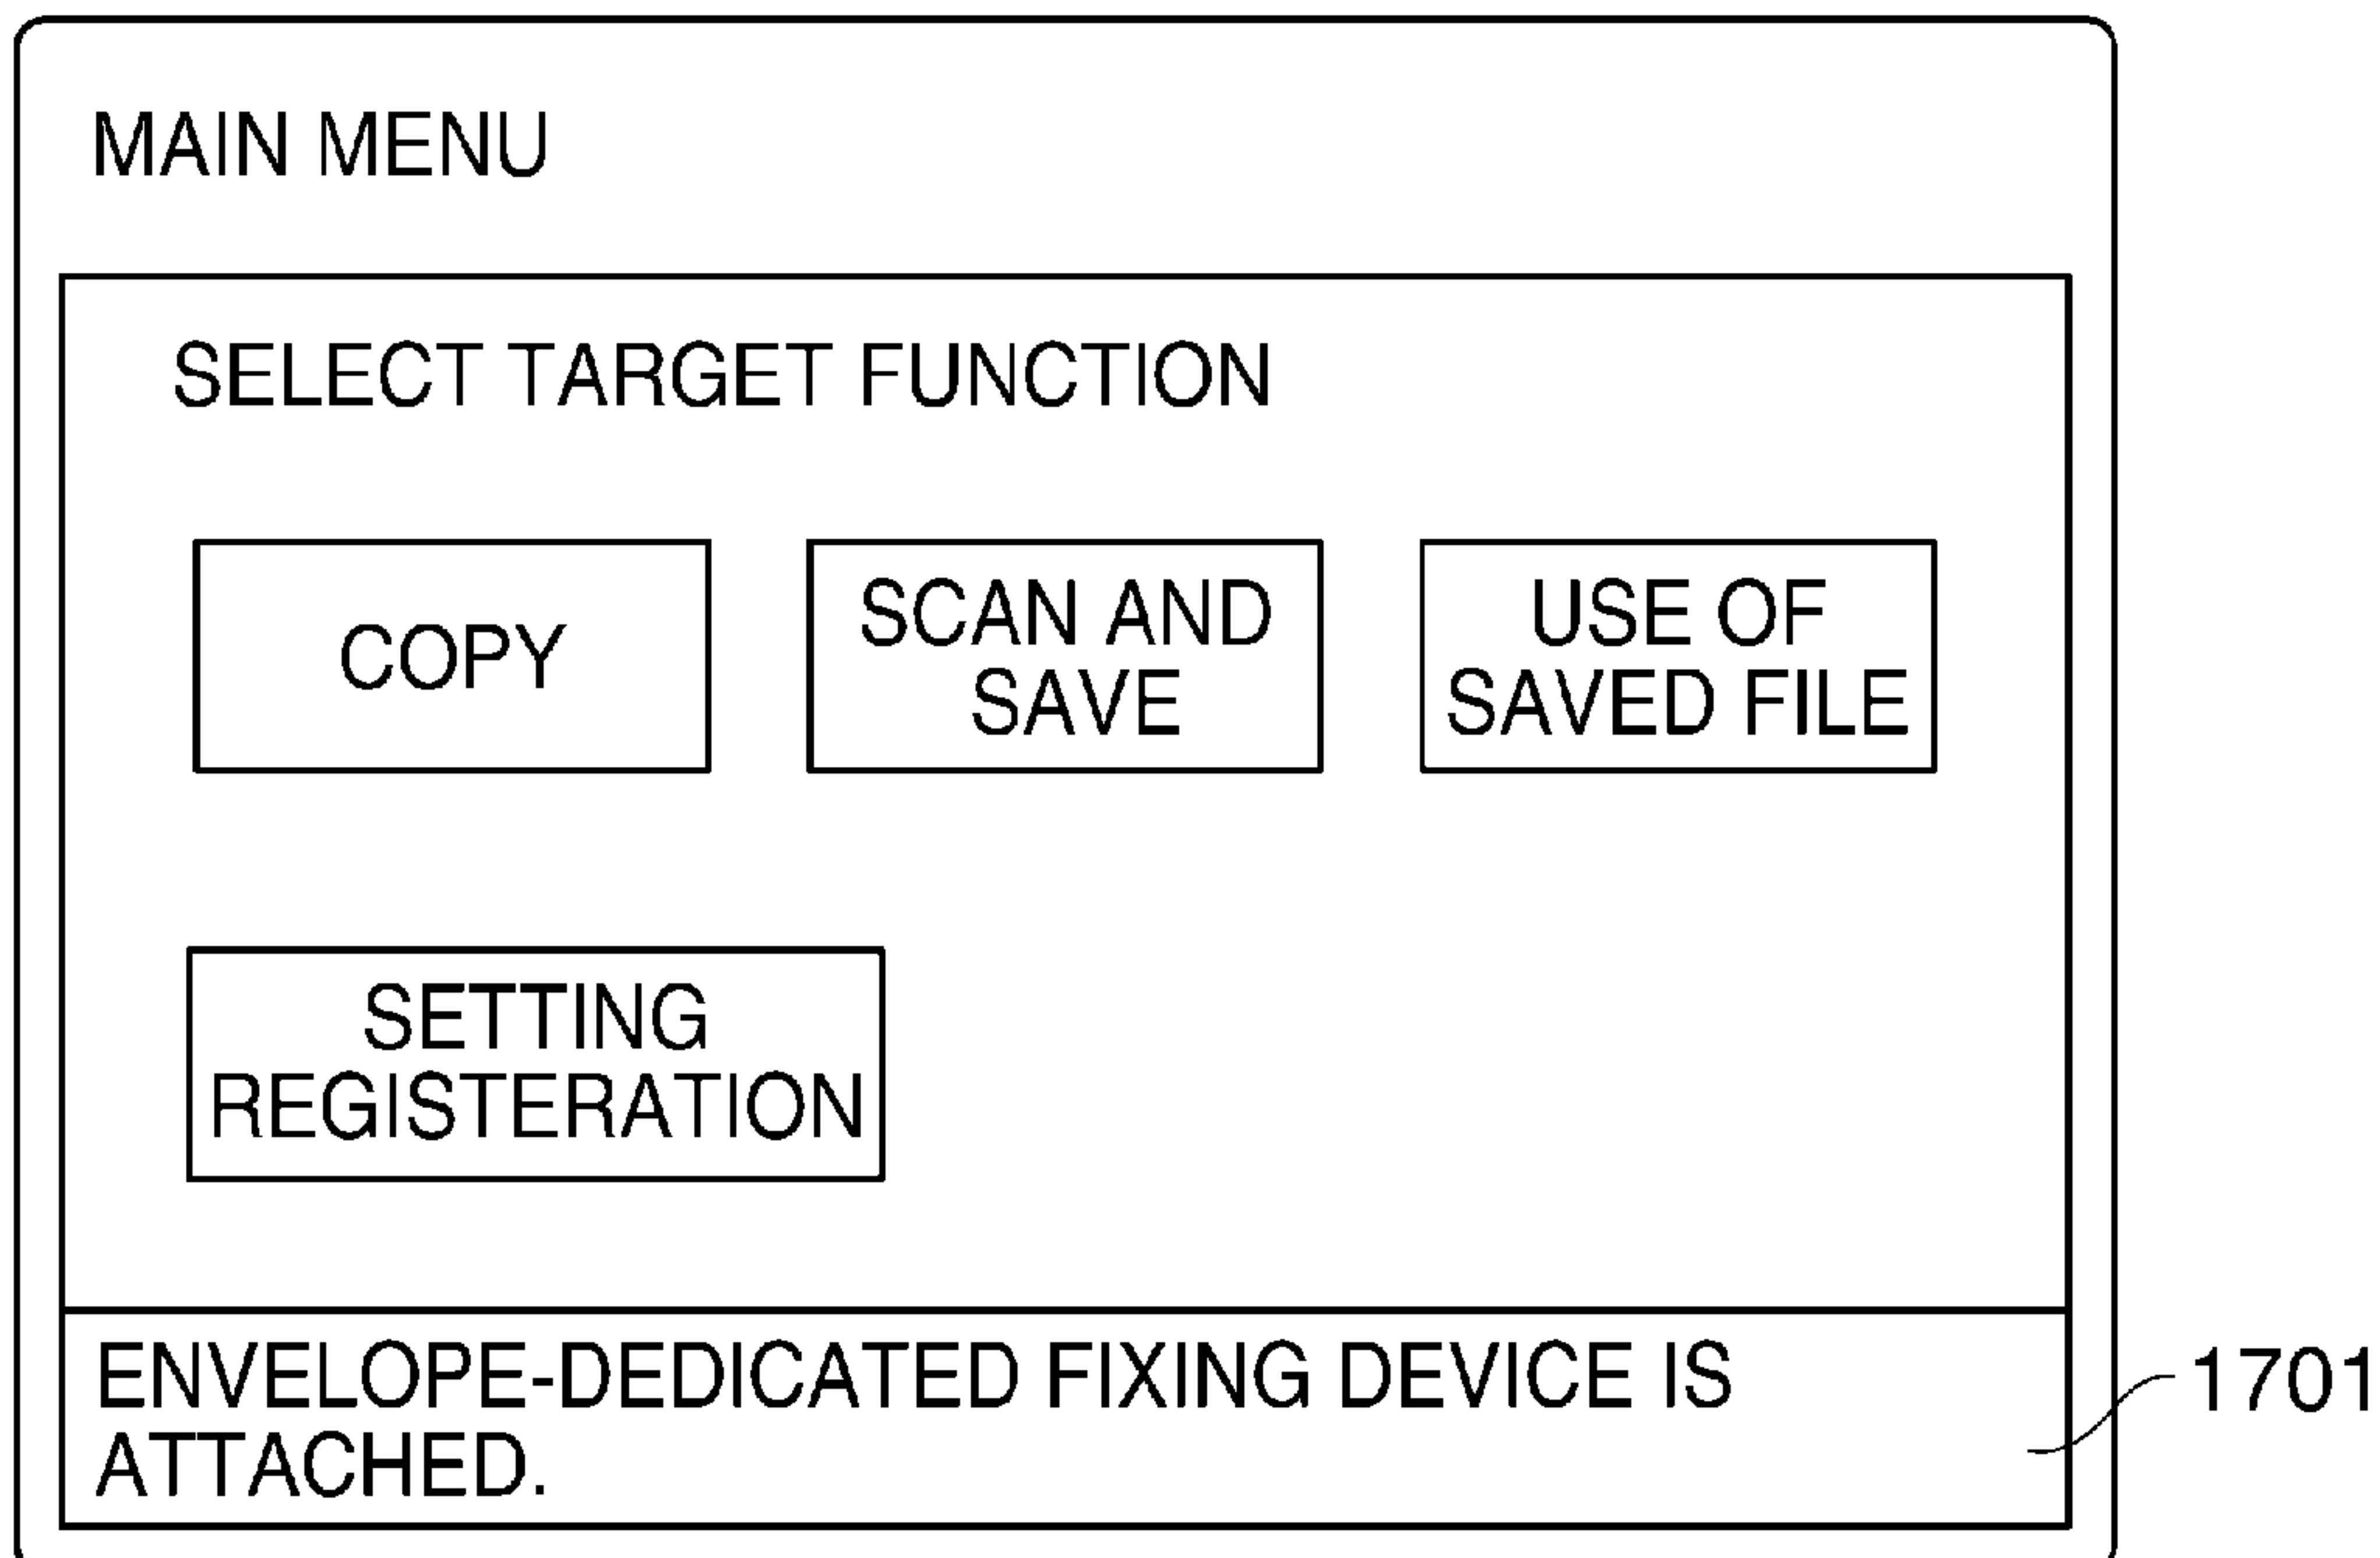 MAIN MENU
SELECT TARGET FUNCTION
COPY
SCAN AND
SAVE
USE OF
SAVED FILE
SETTING
REGISTERATION
ENVELOPE-DEDICATED FIXING DEVICE IS
ATTACHED.
1701